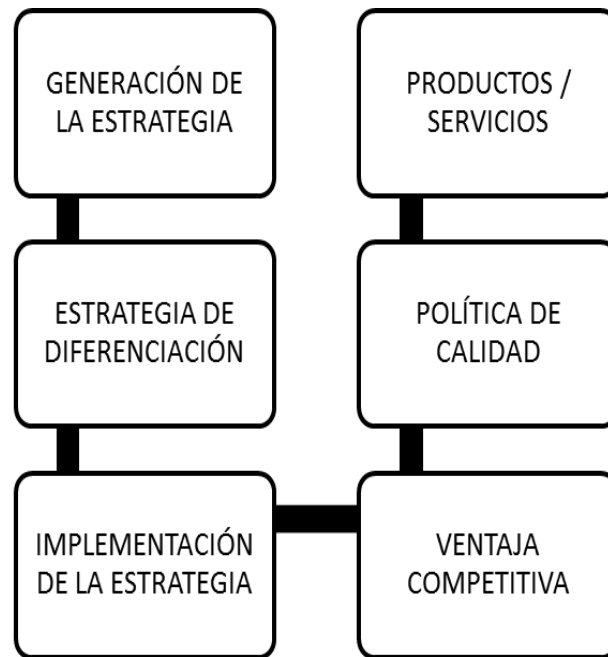 GENERACIÓN DE
LA ESTRATEGIA
ESTRATEGIA DE
DIFERENCIACIÓN
IMPLEMENTACIÓN
DE LA ESTRATEGIA
VENTAJA
COMPETITIVA
POLÍTICA DE
CALIDAD
PRODUCTOS /
SERVICIOS